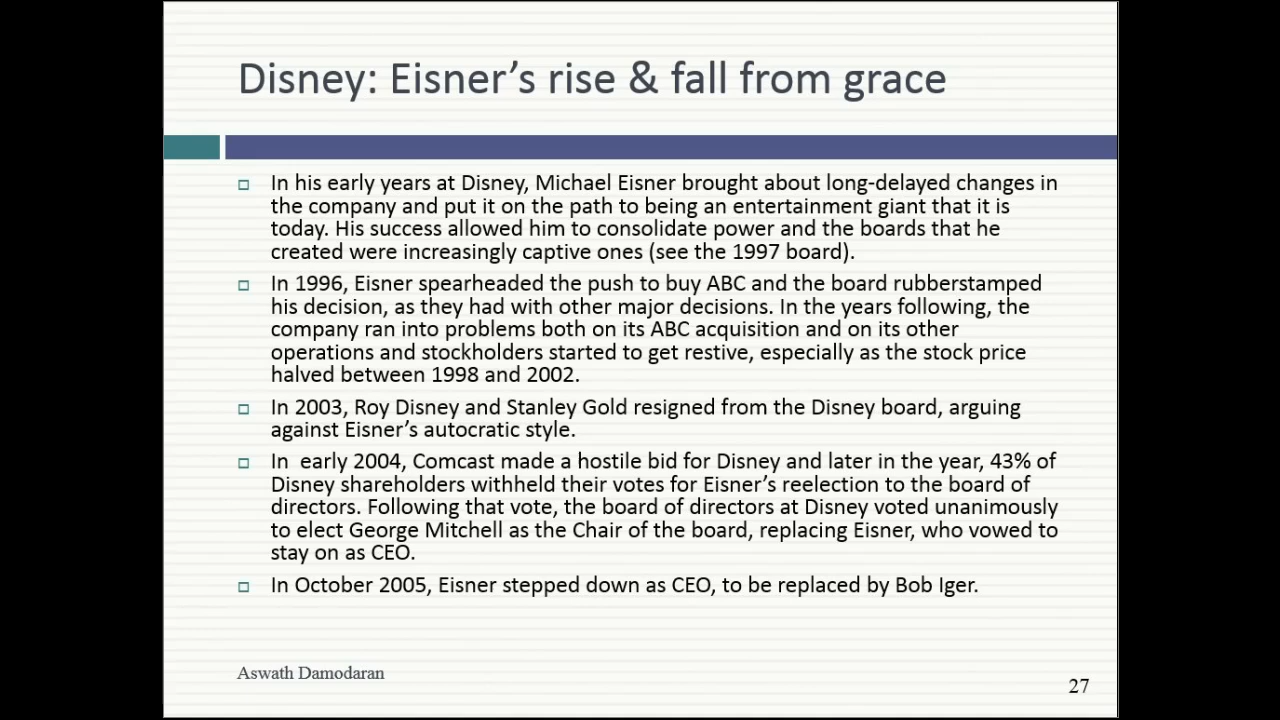 Disney: Eisner’s rise & fall from grace
In his early years at Disney, Michael Eisner brought about long-delayed changes in
the company and put it on the path to being an entertainment giant that it is
today. His success allowed him to consolidate power and the boards that he
created were increasingly captive ones (see the 1997 board).
In 1996, Eisner spearheaded the push to buy ABC and the board rubberstamped
his decision, as they had with other major decisions. In the years following, the
company ran into problems both on its ABC acquisition and on its other
operations and stockholders started to get restive, especially as the stock price
halved between 1998 and 2002.
In 2003, Roy Disney and Stanley Gold resigned from the Disney board, arguing
against Eisner’s autocratic style.
In  early 2004, Comcast made a hostile bid for Disney and later in the year, 43% of
Disney shareholders withheld their votes for Eisner’s reelection to the board of
directors. Following that vote, the board of directors at Disney voted unanimously
to elect George Mitchell as the Chair of the board, replacing Eisner, who vowed to
stay on as CEO.
In October 2005, Eisner stepped down as CEO, to be replaced by Bob Iger.
Aswath Damodaran
27